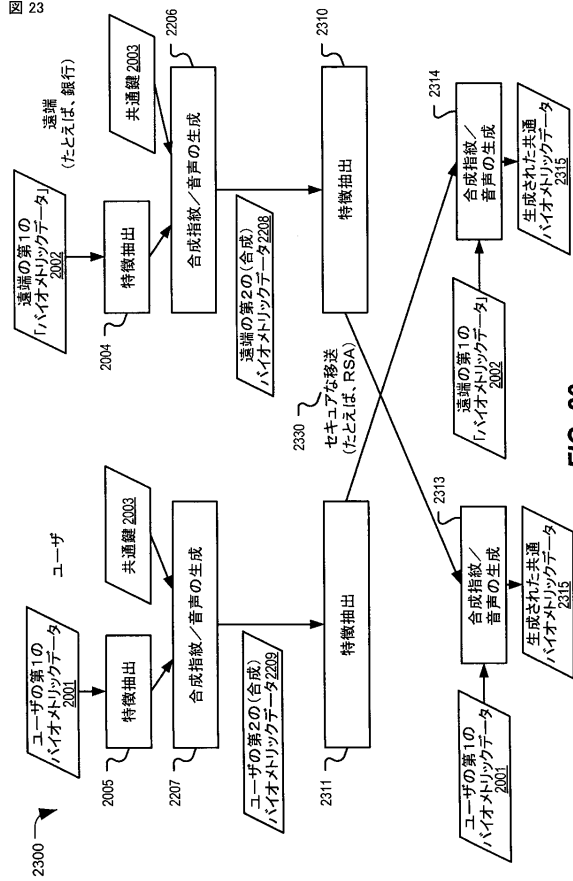 図 23
2300
ユーザ
遠端
(たとえば、銀行)
ユーザの第1の
バイオメトリックデータ
2001
共通鍵 2003
遠端の第1の
「バイオメトリックデータ」
2002
共通鍵 2003
特徴抽出
2005
特徴抽出
2004
合成指紋/音声の生成
2207
合成指紋/音声の生成
2206
ユーザの第2の(合成)
バイオメトリックデータ2209
遠端の第2の(合成)
バイオメトリックデータ2208
特徴抽出
2311
特徴抽出
2310
2330
セキュアな移送
(たとえば、RSA)
ユーザの第1の
バイオメトリックデータ
2001
合成指紋/
音声の生成
2313
遠端の第1の
「バイオメトリックデータ」
2002
合成指紋/
音声の生成
2314
生成された共通
バイオメトリックデータ
2315
生成された共通
バイオメトリックデータ
2315